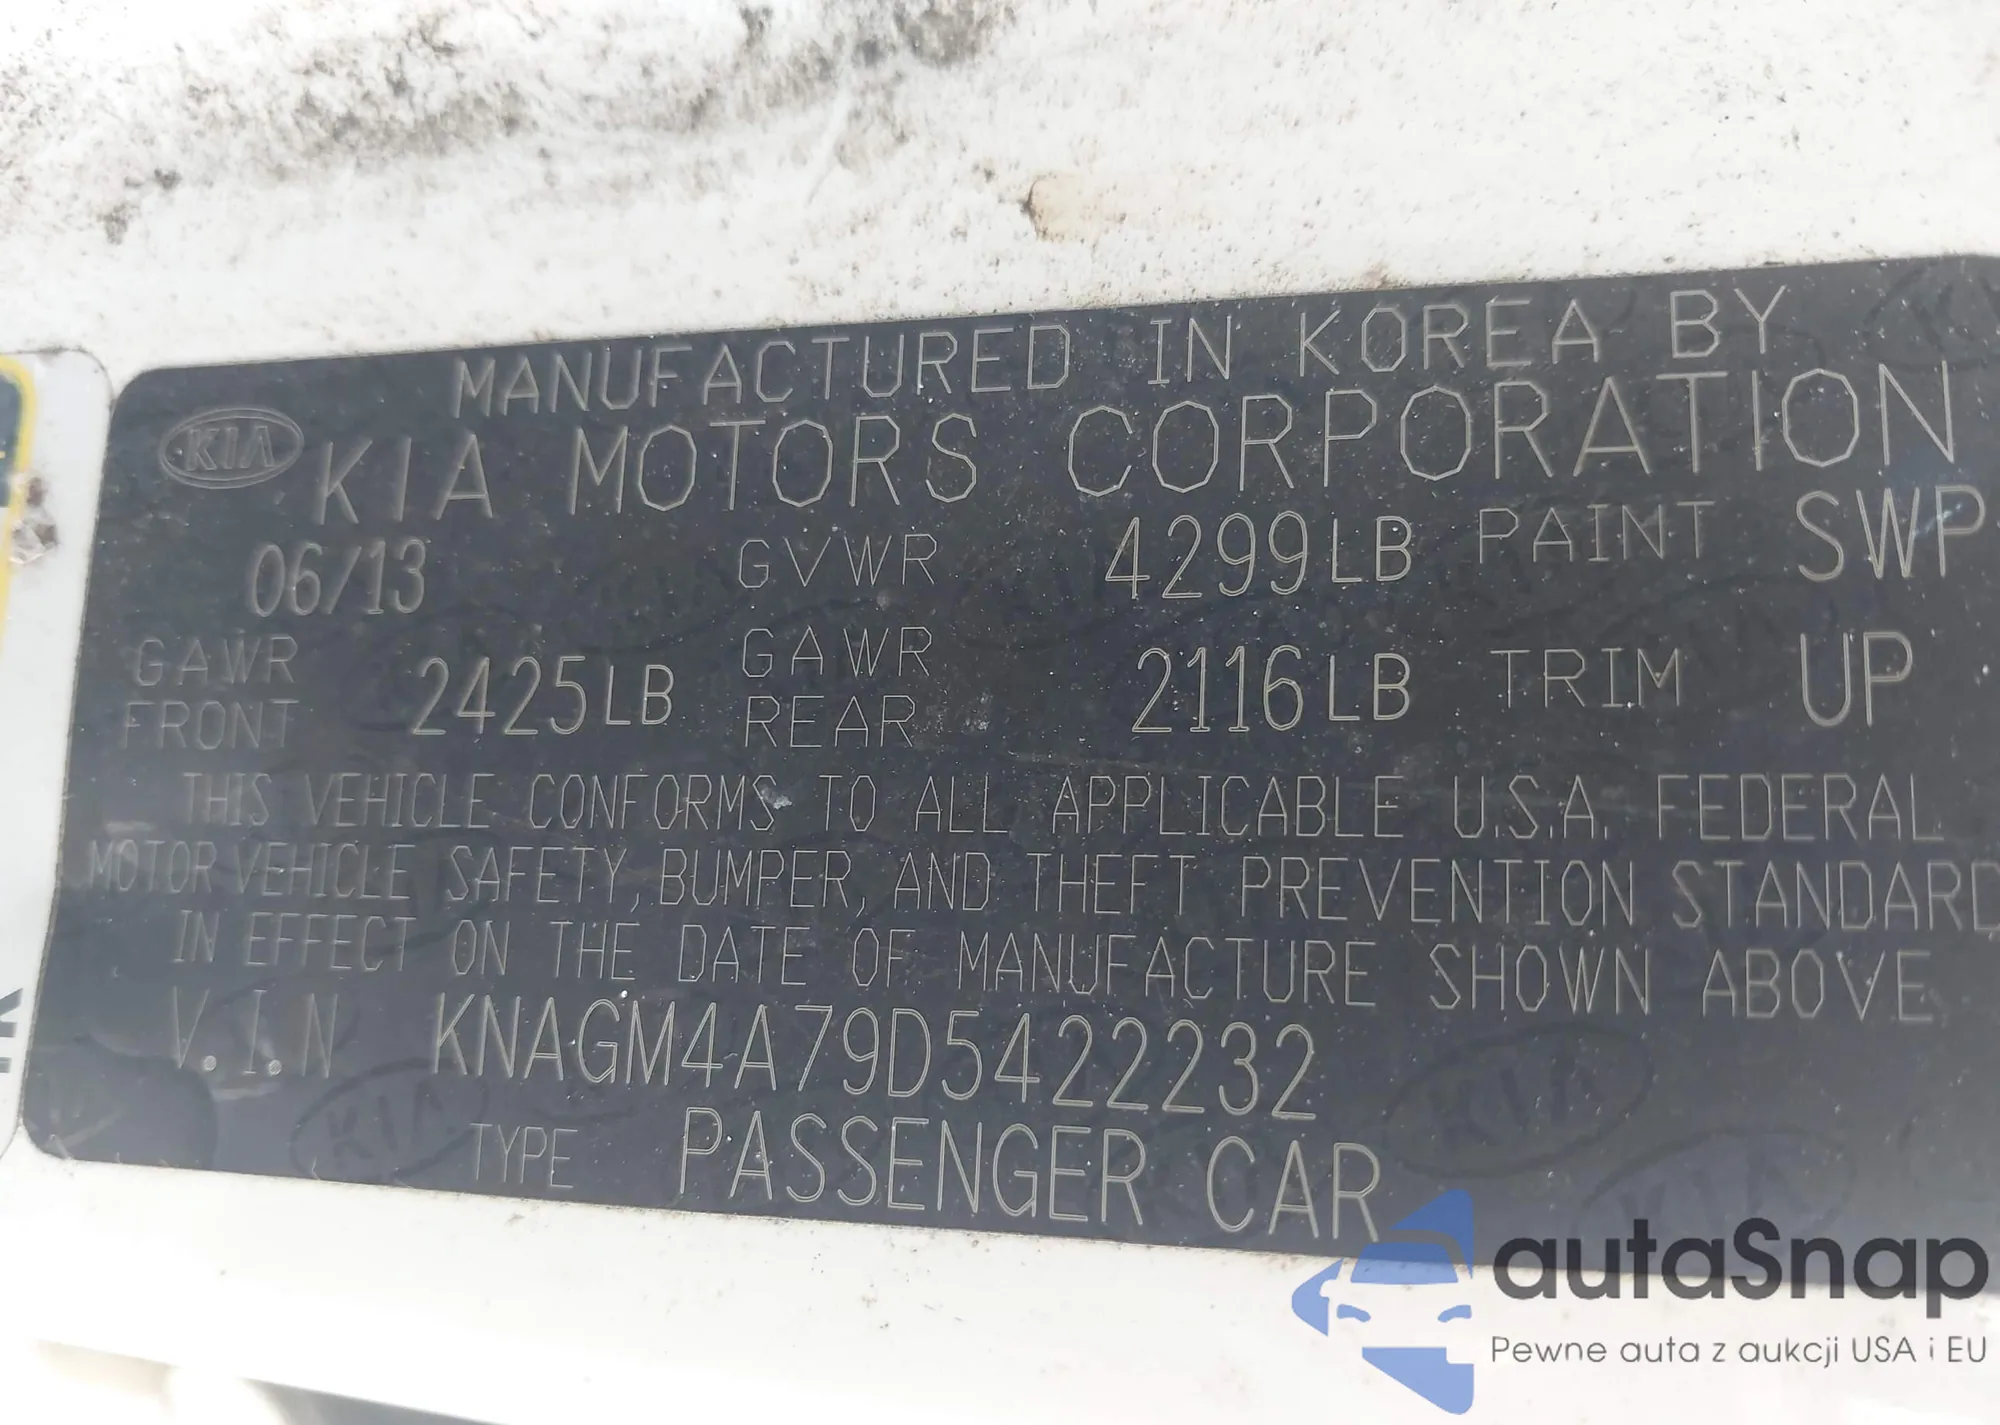 MANUFACTURED IN KOREA BY
KIA KIA MOTORS CORPORATION
06/13 GVWR 4299LB PAINT SWP
GAWR FRONT 2425LB GAWR REAR 2116LB TRIM UP
THIS VEHICLE CONFORMS TO ALL APPLICABLE U.S.A. FEDERAL
MOTOR VEHICLE SAFETY, BUMPER, AND THEFT PREVENTION STANDARD
IN EFFECT ON THE DATE OF MANUFACTURE SHOWN ABOVE
V.I.N KNAGM4A79D5422232
TYPE PASSENGER CAR
autaSnap
Pewne auta z aukcji USA i EU